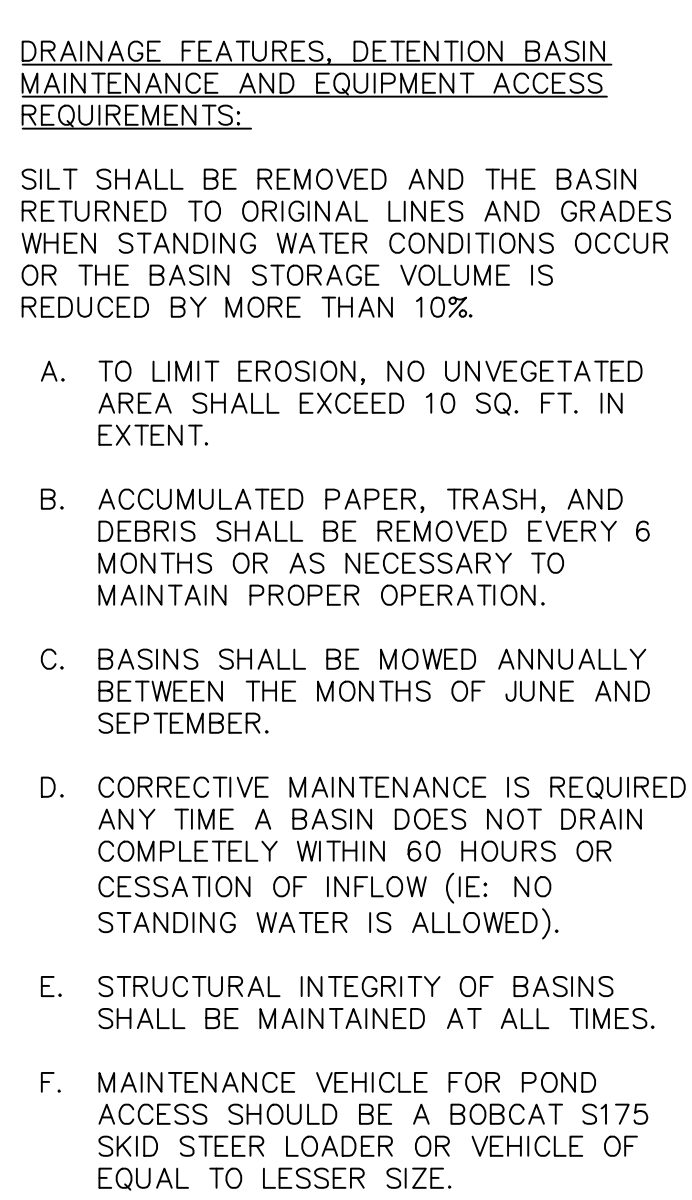 DRAINAGE FEATURES, DETENTION BASIN
MAINTENANCE AND EQUIPMENT ACCESS
REQUIREMENTS:
SILT SHALL BE REMOVED AND THE BASIN
RETURNED TO ORIGINAL LINES AND GRADES
WHEN STANDING WATER CONDITIONS OCCUR
OR THE BASIN STORAGE VOLUME IS
REDUCED BY MORE THAN 10%.
A. TO LIMIT EROSION, NO UNVEGETATED
AREA SHALL EXCEED 10 SQ. FT. IN
EXTENT.
B. ACCUMULATED PAPER, TRASH, AND
DEBRIS SHALL BE REMOVED EVERY 6
MONTHS OR AS NECESSARY TO
MAINTAIN PROPER OPERATION.
C. BASINS SHALL BE MOWED ANNUALLY
BETWEEN THE MONTHS OF JUNE AND
SEPTEMBER.
D. CORRECTIVE MAINTENANCE IS REQUIRED
ANY TIME A BASIN DOES NOT DRAIN
COMPLETELY WITHIN 60 HOURS OR
CESSATION OF INFLOW (IE: NO
STANDING WATER IS ALLOWED).
E. STRUCTURAL INTEGRITY OF BASINS
SHALL BE MAINTAINED AT ALL TIMES.
F. MAINTENANCE VEHICLE FOR POND
ACCESS SHOULD BE A BOBCAT S175
SKID STEER LOADER OR VEHICLE OF
EQUAL TO LESSER SIZE.